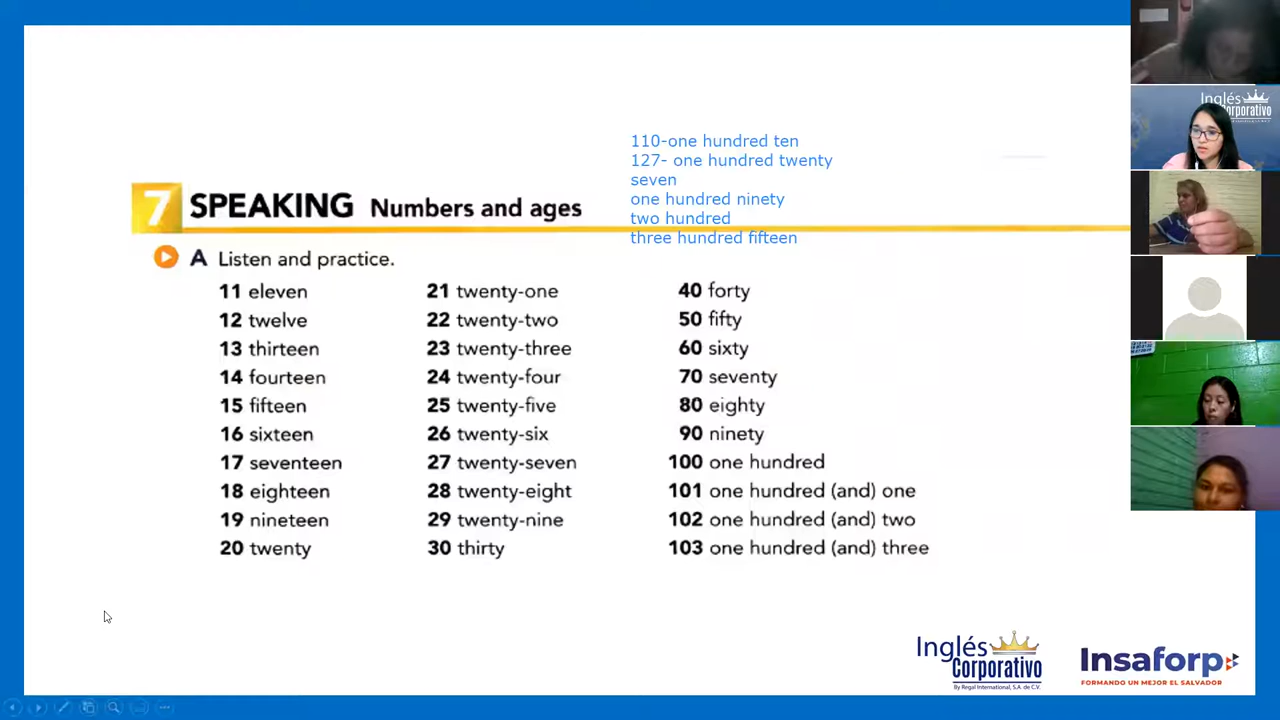 110-one hundred ten
127- one hundred twenty
seven
one hundred ninety
two hundred
three hundred fifteen
7 SPEAKING Numbers and ages
A Listen and practice.
11 eleven
12 twelve
13 thirteen
14 fourteen
15 fifteen
16 sixteen
17 seventeen
18 eighteen
19 nineteen
20 twenty
21 twenty-one
22 twenty-two
23 twenty-three
24 twenty-four
25 twenty-five
26 twenty-six
27 twenty-seven
28 twenty-eight
29 twenty-nine
30 thirty
40 forty
50 fifty
60 sixty
70 seventy
80 eighty
90 ninety
100 one hundred
101 one hundred (and) one
102 one hundred (and) two
103 one hundred (and) three
Inglés
Corporativo
By Regal International, S.A. de C.V.
Insaforp
FORMANDO UN MEJOR EL SALVADOR
Inglés
Corporativo